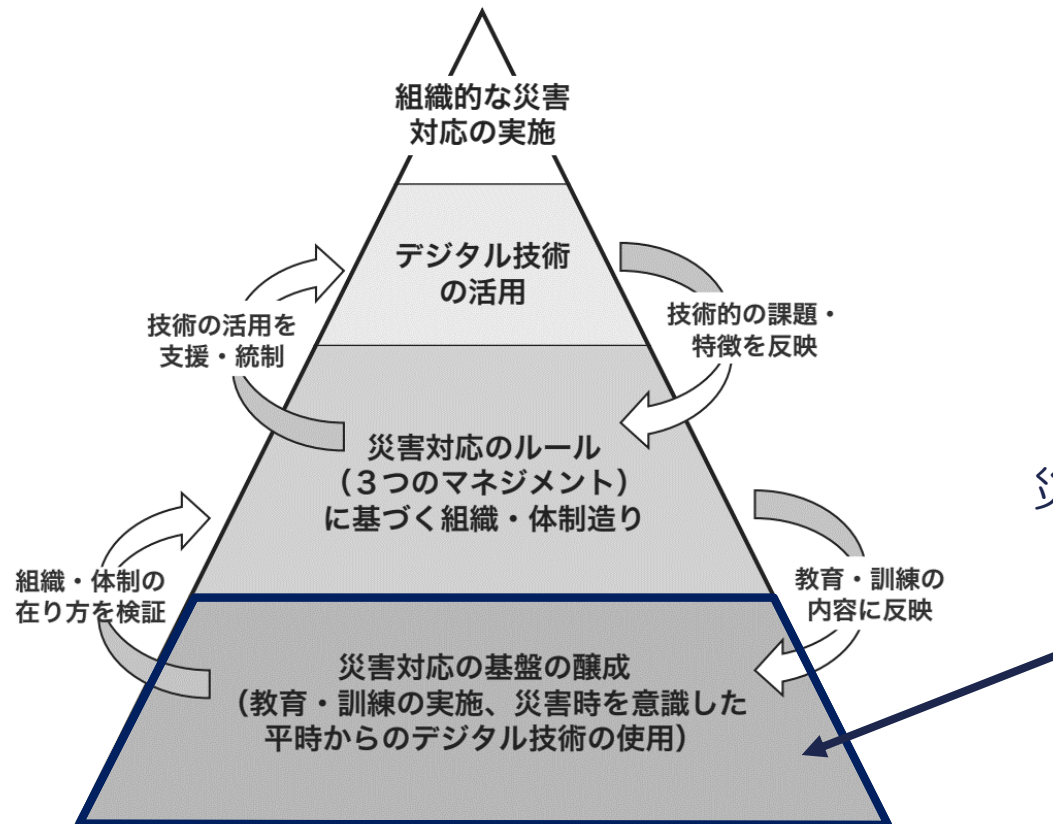 組織的な災害
対応の実施
デジタル技術
の活用
技術の活用を
支援・統制
技術的の課題・
特徴を反映
災害対応のルール
（３つのマネジメント）
に基づく組織・体制造り
組織・体制の
在り方を検証
教育・訓練の
内容に反映
災害対応の基盤の醸成
（教育・訓練の実施、災害時を意識した
平時からのデジタル技術の使用）